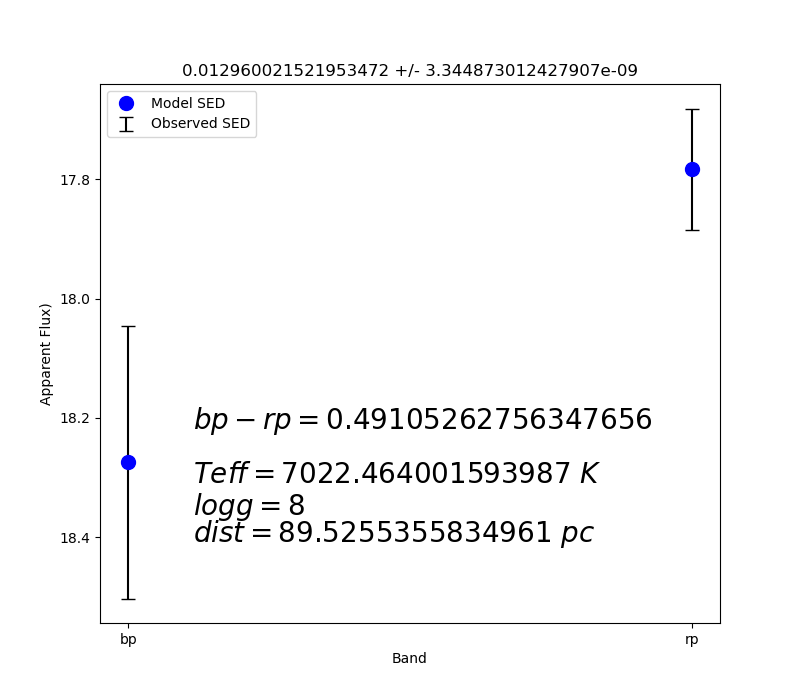 0.012960021521953472 +/- 3.344873012427907e-09
Model SED
Observed SED
17.8
18.0
18.2
18.4
Apparent Flux)
bp − rp = 0.49105262756347656
Teff = 7022.464001593987 K
logg = 8
dist = 89.5255355834961 pc
bp
rp
Band